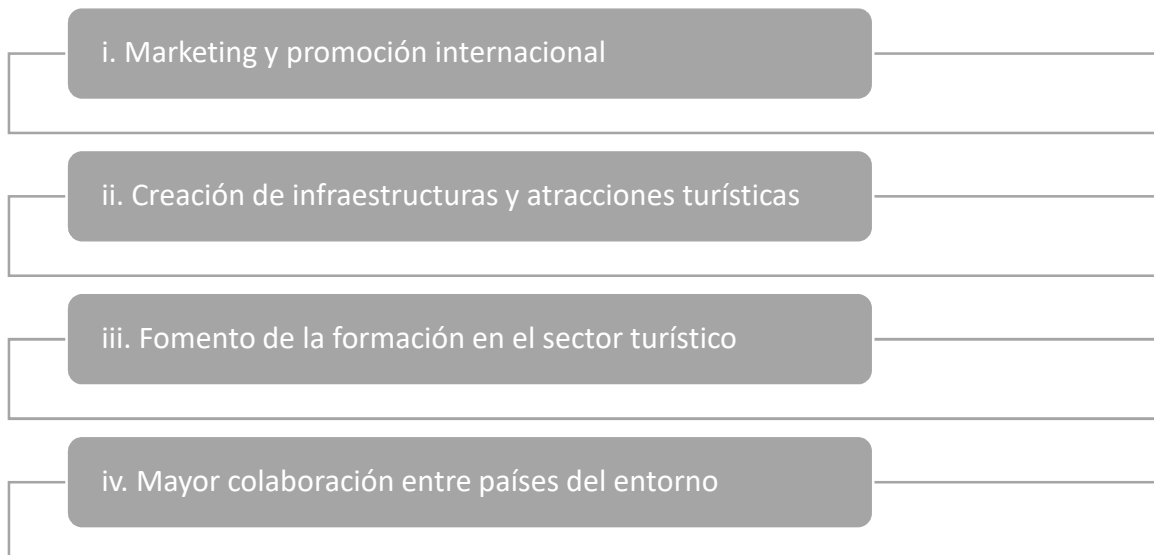 i. Marketing y promoción internacional
ii. Creación de infraestructuras y atracciones turísticas
iii. Fomento de la formación en el sector turístico
iv. Mayor colaboración entre países del entorno